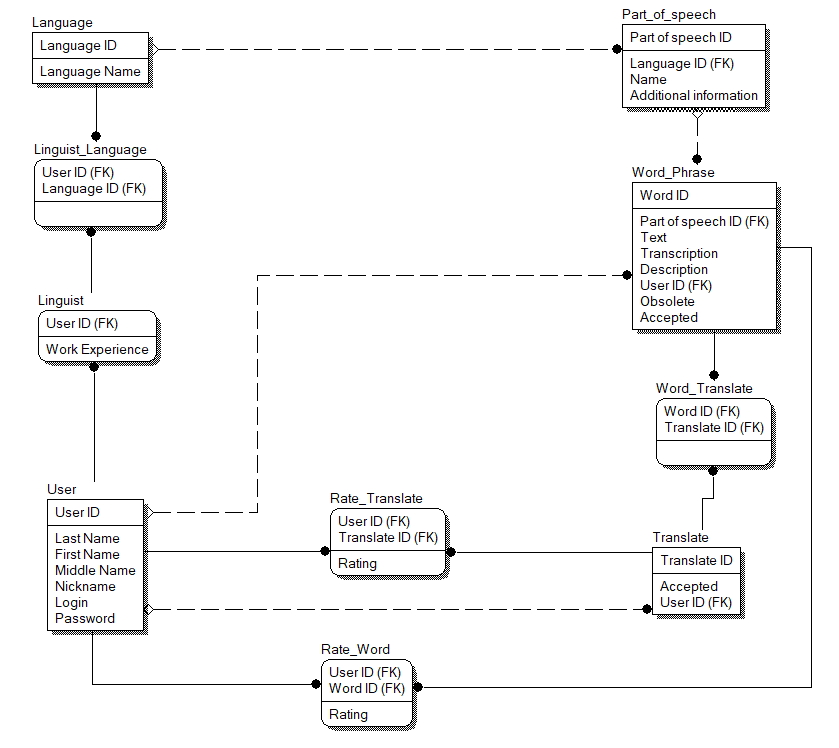 Language
Language ID
Language Name
Part_of_speech
Part of speech ID
Language ID (FK)
Name
Additional information
Linguist_Language
User ID (FK)
Language ID (FK)
Word_Phrase
Word ID
Part of speech ID (FK)
Text
Transcription
Description
User ID (FK)
Obsolete
Accepted
Linguist
User ID (FK)
Work Experience
Word_Translate
Word ID (FK)
Translate ID (FK)
User
User ID
Last Name
First Name
Middle Name
Nickname
Login
Password
Rate_Translate
User ID (FK)
Translate ID (FK)
Rating
Translate
Translate ID
Accepted
User ID (FK)
Rate_Word
User ID (FK)
Word ID (FK)
Rating